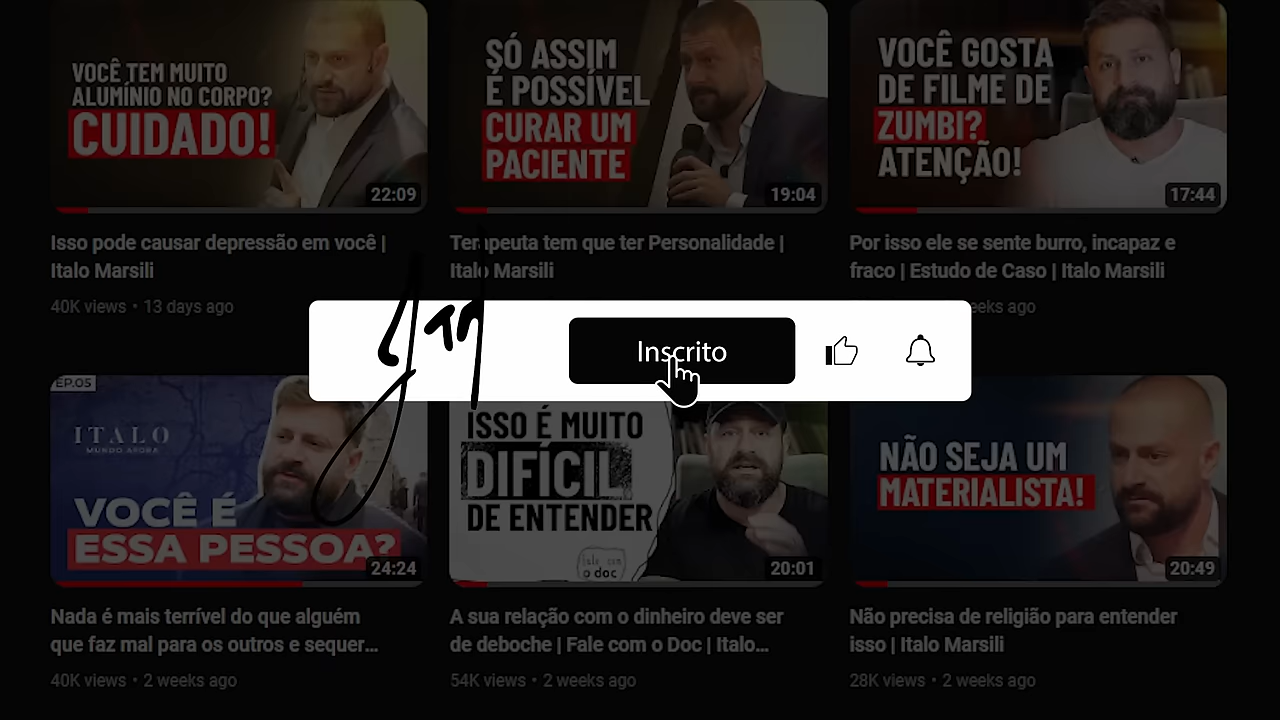 VOCÊ TEM MUITO
ALUMÍNIO NO CORPO?
CUIDADO!
22:09
SÓ ASSIM
É POSSÍVEL
CURAR UM
PACIENTE
19:04
VOCÊ GOSTA
DE FILME DE
ZUMBI?
ATENÇÃO!
17:44
Isso pode causar depressão em você |
Italo Marsili
40K views • 13 days ago
Terapeuta tem que ter Personalidade |
Italo Marsili
Por isso ele se sente burro, incapaz e
fraco | Estudo de Caso | Italo Marsili
ago
Inscrito
EP.05
ITALO
MUNDO AFORA
VOCÊ É
ESSA PESSOA?
24:24
ISSO É MUITO
DIFÍCIL
DE ENTENDER
fale com
o doc
20:01
NÃO SEJA UM
MATERIALISTA!
20:49
Nada é mais terrível do que alguém
que faz mal para os outros e sequer...
40K views • 2 weeks ago
A sua relação com o dinheiro deve ser
de deboche | Fale com o Doc | Italo...
54K views • 2 weeks ago
Não precisa de religião para entender
isso | Italo Marsili
28K views • 2 weeks ago